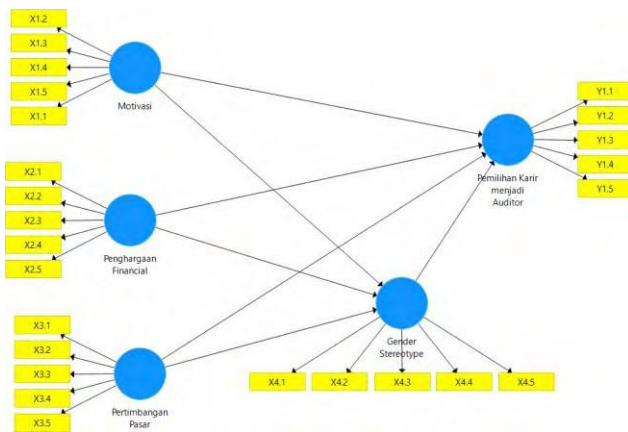 X1.2
X1.3
X1.4
X1.5
X1.1
Motivasi
Y1.1
Y1.2
Y1.3
Y1.4
Y1.5
Pemilihan Karir
menjadi
Auditor
X2.1
X2.2
X2.3
X2.4
X2.5
Penghargaan
Financial
Gender
Stereotype
X4.1
X4.2
X4.3
X4.4
X4.5
X3.1
X3.2
X3.3
X3.4
X3.5
Pertimbangan
Pasar